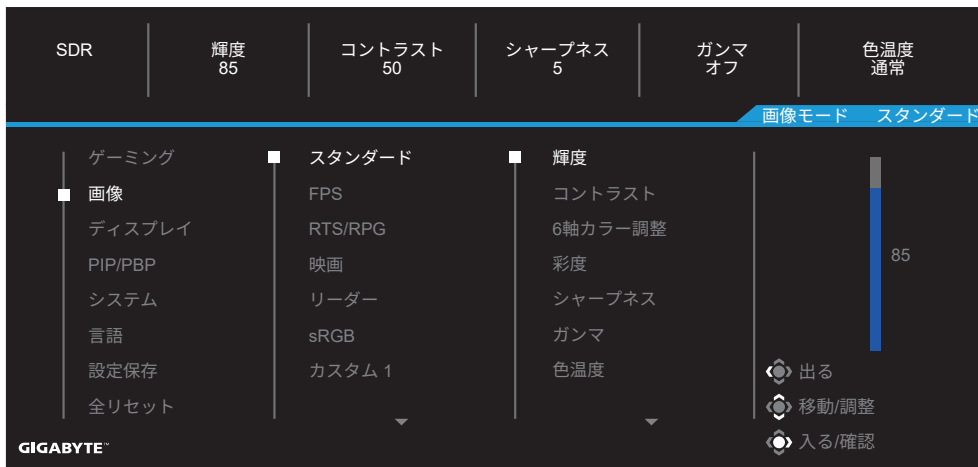 SDR
輝度
85
コントラスト
50
シャープネス
5
ガンマ
オフ
色温度
通常
画像モード スタンダード
ゲーミング
画像
ディスプレイ
PIP/PBP
システム
言語
設定保存
全リセット
スタンダード
FPS
RTS/RPG
映画
リーダー
sRGB
カスタム 1
輝度
コントラスト
6軸カラー調整
彩度
シャープネス
ガンマ
色温度
85
出る
移動/調整
入る/確認
GIGABYTE™